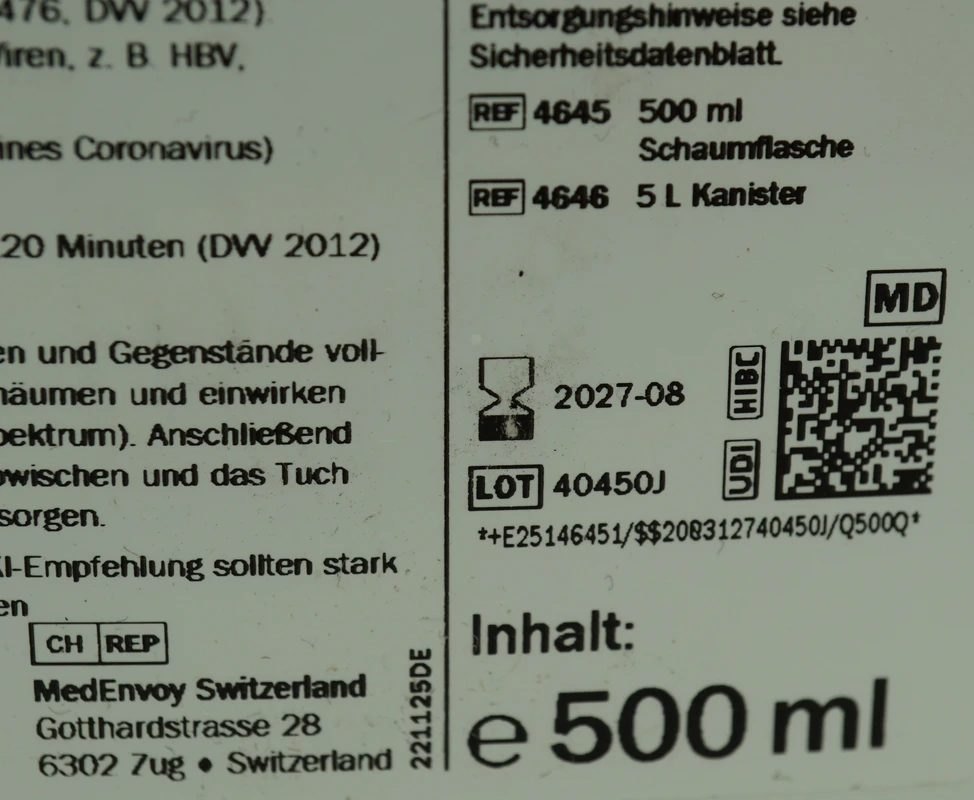 476, DVV 2012)
Viren, z. B. HBV,
ines Coronavirus)
20 Minuten (DVV 2012)
en und Gegenstände voll-
häumen und einwirken
pektrum). Anschließend
wischen und das Tuch
sorgen.
KI-Empfehlung sollten stark
en
CH REP
MedEnvoy Switzerland
Gotthardstrasse 28
6302 Zug • Switzerland
221125DE
Entsorgungshinweise siehe
Sicherheitsdatenblatt.
REF 4645 500 ml
Schaumflasche
REF 4646 5 L Kanister
MD
2027-08
HIBC
LOT 40450J
UDI
*+E25146451/$$200312740450J/Q500Q*
Inhalt:
e 500 ml